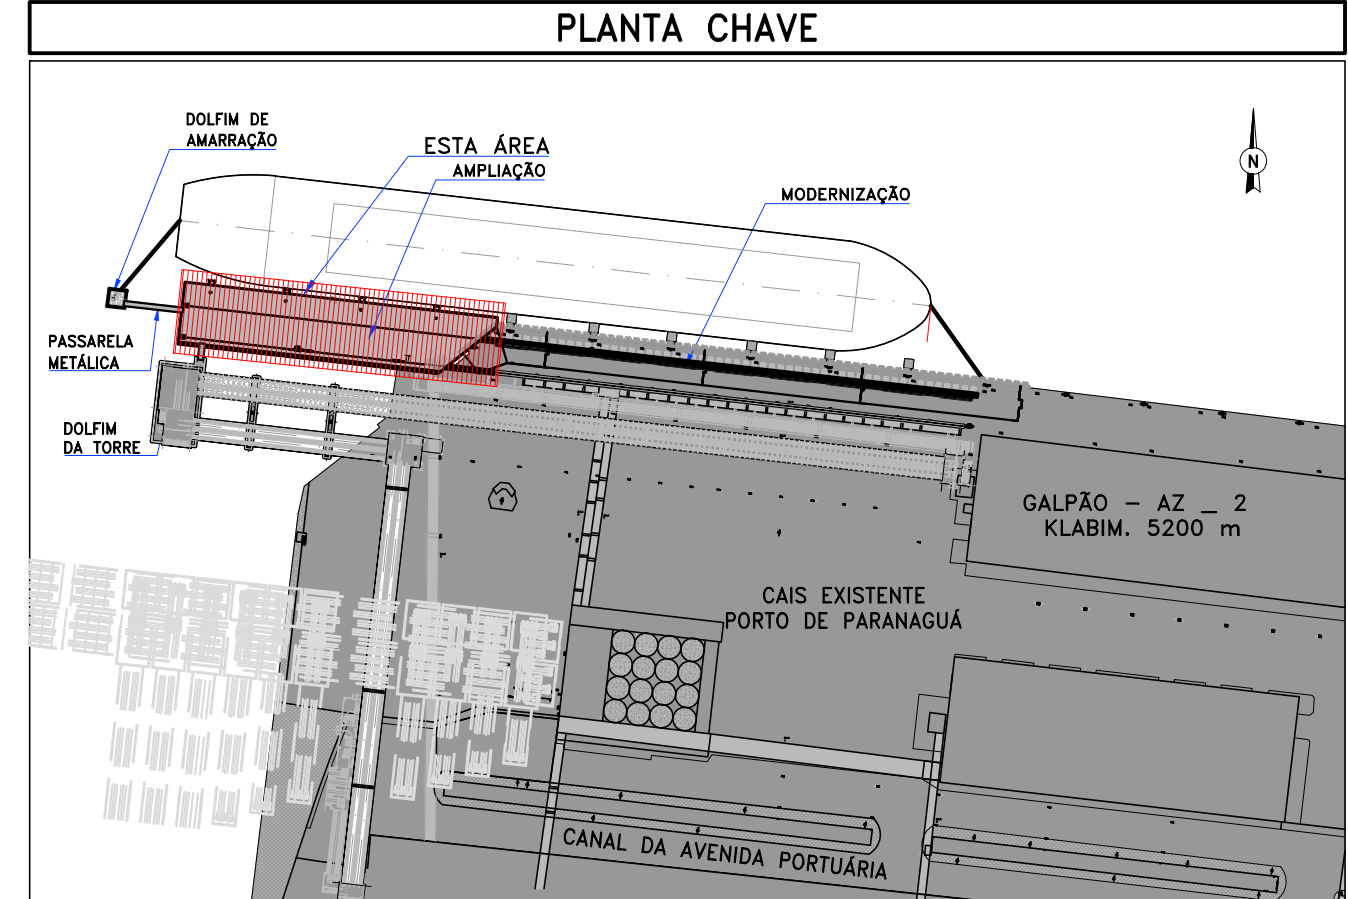 PLANTA CHAVE
DOLFIM DE
AMARRAÇÃO
ESTA ÁREA
AMPLIAÇÃO
MODERNIZAÇÃO
N
PASSARELA
METÁLICA
DOLFIM
DA TORRE
GALPÃO - AZ _ 2
KLABIM. 5200 m
CAIS EXISTENTE
PORTO DE PARANAGUÁ
CANAL DA AVENIDA PORTUÁRIA